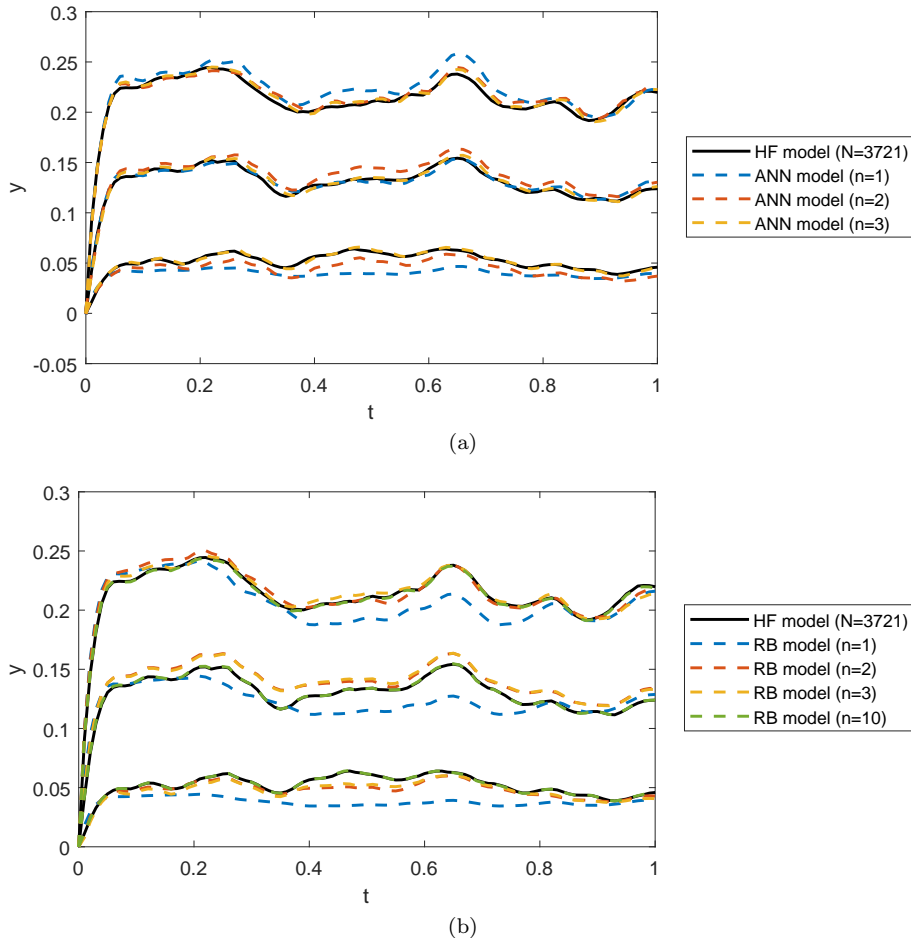 0.3
0.25
0.2
0.15
0.1
0.05
0
-0.05
y
0 0.2 0.4 0.6 0.8 1
t
HF model (N=3721)
ANN model (n=1)
ANN model (n=2)
ANN model (n=3)
(a)
0.3
0.25
0.2
0.15
0.1
0.05
0
y
0 0.2 0.4 0.6 0.8 1
t
HF model (N=3721)
RB model (n=1)
RB model (n=2)
RB model (n=3)
RB model (n=10)
(b)